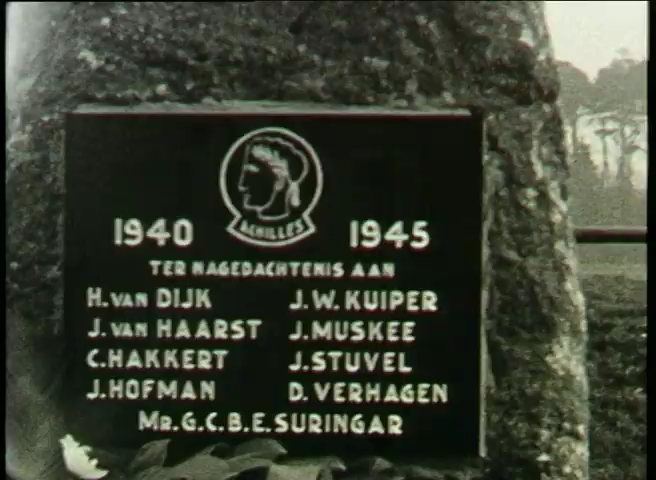 ACHILLES
1940 1945
TER NAGEDACHTENIS AAN
H. VAN DIJK J.W. KUIPER
J. VAN HAARST J. MUSKEE
C. HAKKERT J. STUVEL
J. HOFMAN D. VERHAGEN
MR. G.C.B.E. SURINGAR